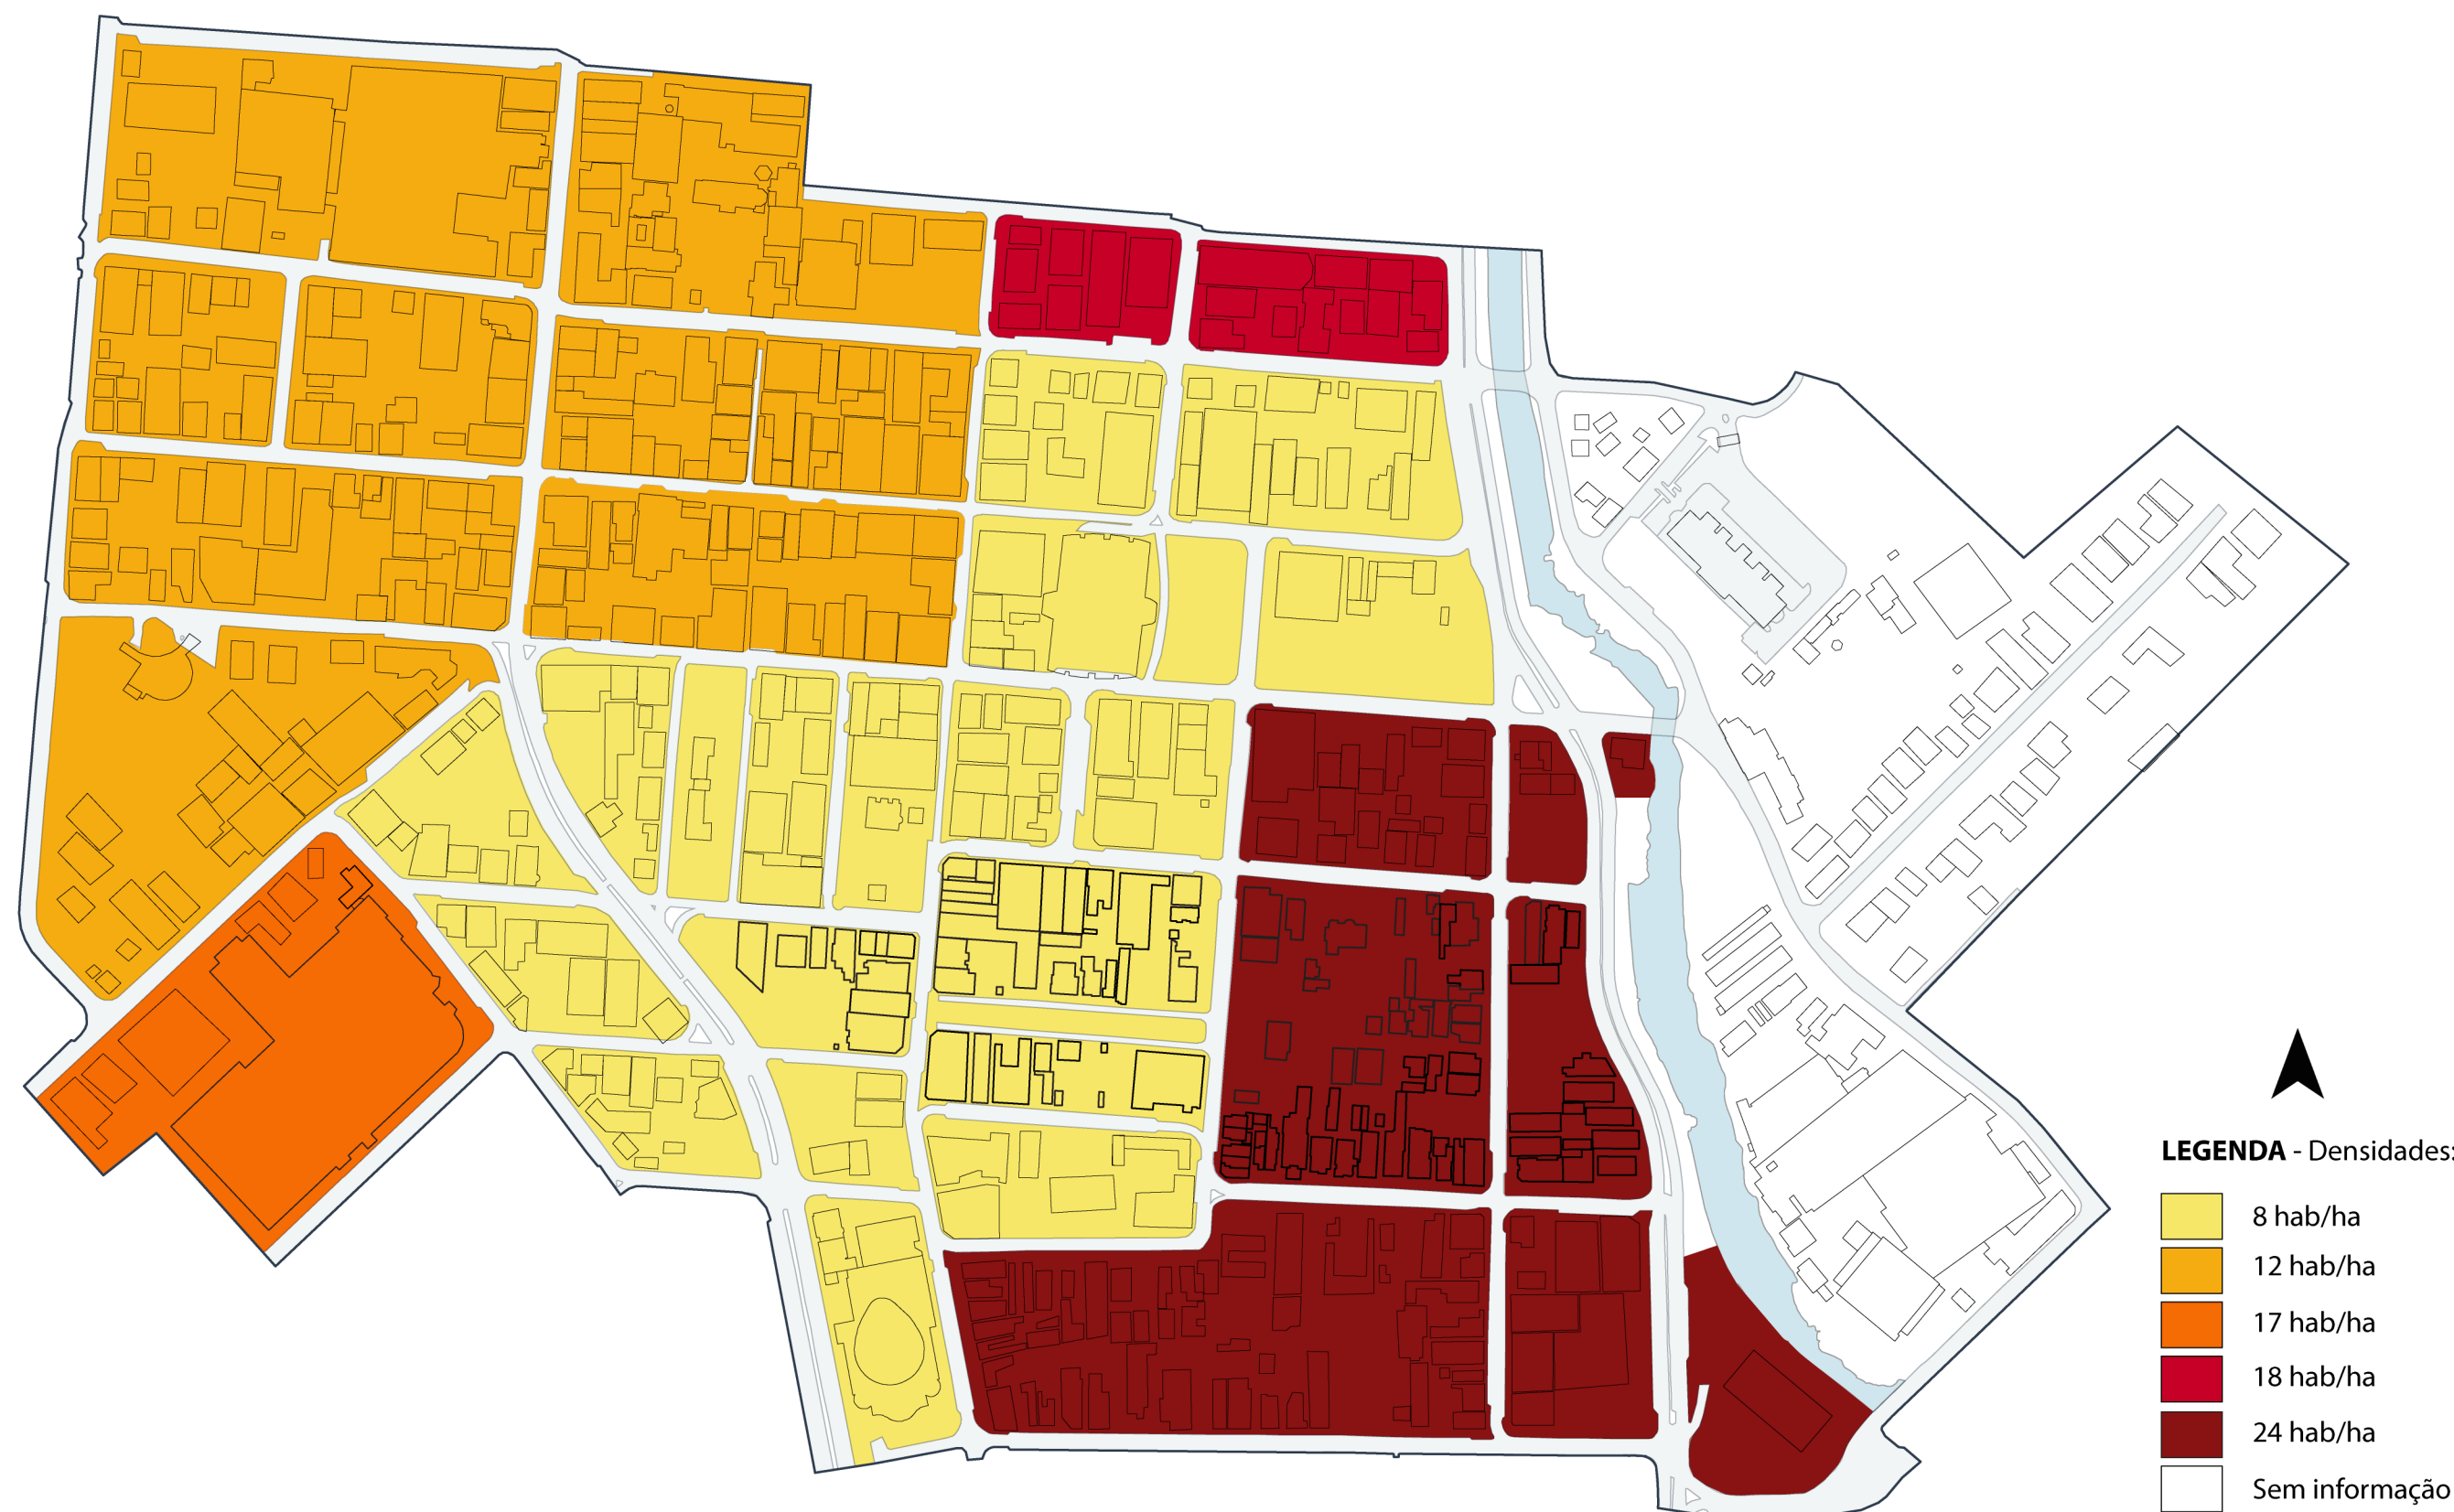 LEGENDA - Densidades:
8 hab/ha
12 hab/ha
17 hab/ha
18 hab/ha
24 hab/ha
Sem informação